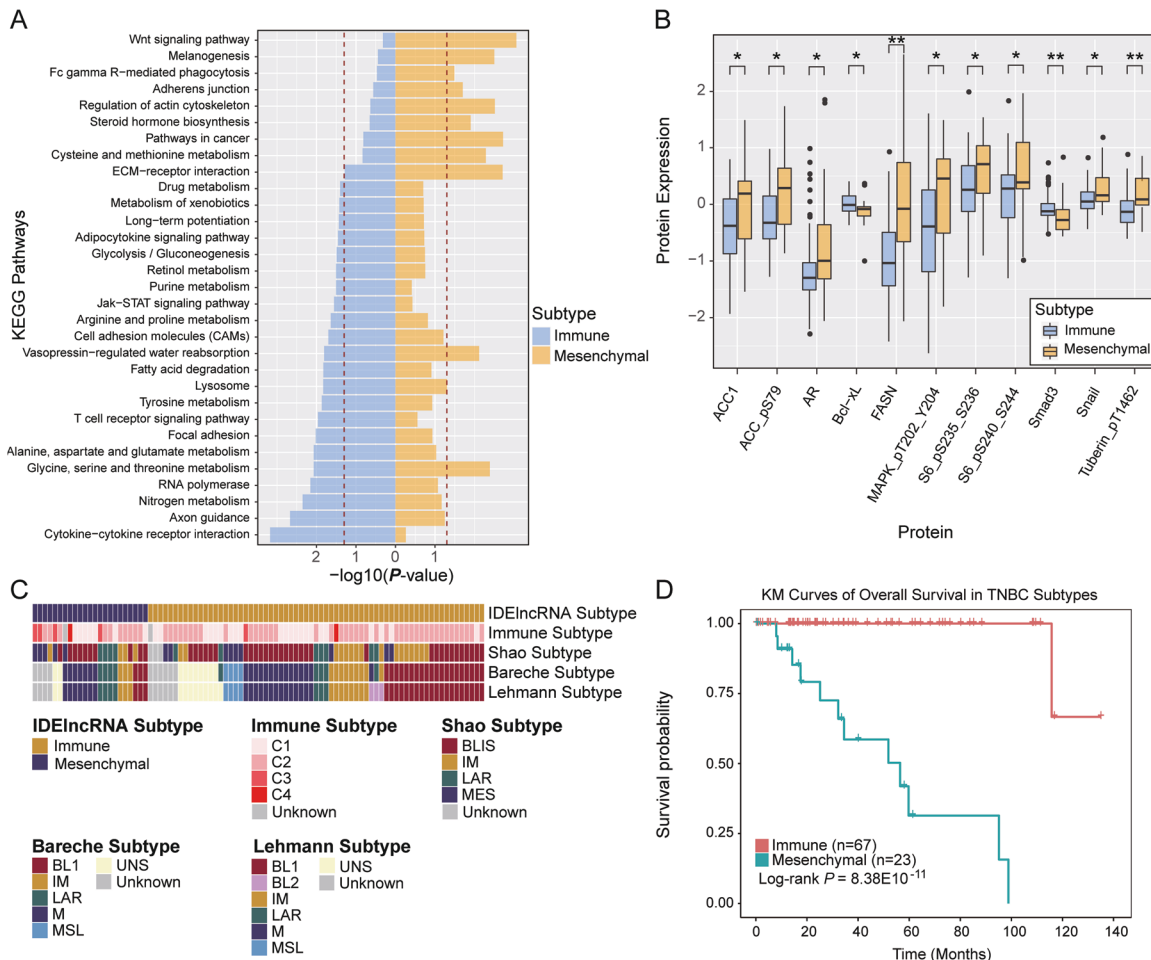 A
Wnt signaling pathway
Melanogenesis
Fc gamma R−mediated phagocytosis
Adherens junction
Regulation of actin cytoskeleton
Steroid hormone biosynthesis
Pathways in cancer
Cysteine and methionine metabolism
ECM−receptor interaction
Drug metabolism
Metabolism of xenobiotics
Long−term potentiation
Adipocytokine signaling pathway
Glycolysis / Gluconeogenesis
Retinol metabolism
Purine metabolism
Jak−STAT signaling pathway
Arginine and proline metabolism
Cell adhesion molecules (CAMs)
Vasopressin−regulated water reabsorption
Fatty acid degradation
Lysosome
Tyrosine metabolism
T cell receptor signaling pathway
Focal adhesion
Alanine, aspartate and glutamate metabolism
Glycine, serine and threonine metabolism
RNA polymerase
Nitrogen metabolism
Axon guidance
Cytokine−cytokine receptor interaction
KEGG Pathways
2 1 0 1
−log10(P-value)
Subtype
Immune
Mesenchymal
B
* * * * ** * * * ** * **
Protein Expression
2
1
0
−1
−2
Subtype
Immune
Mesenchymal
ACC1
ACC_pS79
AR
Bcl−xL
FASN
MAPK_pT202_Y204
S6_pS235_S236
S6_pS240_S244
Smad3
Snail
Tuberin_pT1462
Protein
C
IDElncRNA Subtype
Immune Subtype
Shao Subtype
Bareche Subtype
Lehmann Subtype
IDElncRNA Subtype
Immune
Mesenchymal
Immune Subtype
C1
C2
C3
C4
Unknown
Shao Subtype
BLIS
IM
LAR
MES
Unknown
Bareche Subtype
BL1
IM
LAR
M
MSL
UNS
Unknown
Lehmann Subtype
BL1
BL2
IM
LAR
M
MSL
UNS
Unknown
D
KM Curves of Overall Survival in TNBC Subtypes
Survival probability
1.00
0.75
0.50
0.25
0.00
Immune (n=67)
Mesenchymal (n=23)
Log-rank P = 8.38E10-11
0 20 40 60 80 100 120 140
Time (Months)